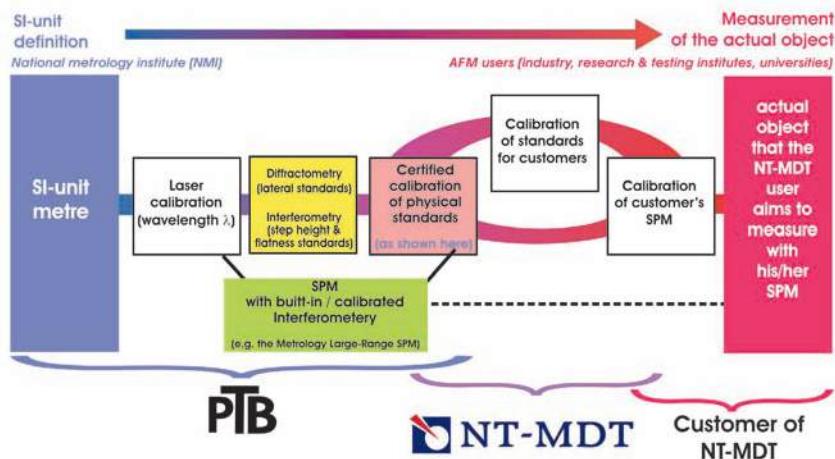 SI-unit
definition
National metrology institute (NMI)
Measurement
of the actual object
AFM users (industry, research & testing institutes, universities)
SI-unit
metre
Laser
calibration
(wavelength λ)
Diffractometry
(lateral standards)
Interferometry
(step height &
flatness standards)
Certified
calibration
of physical
standards
(as shown here)
Calibration
of standards
for customers
Calibration
of customer's
SPM
actual
object
that the
NT-MDT
user
aims to
measure
with
his/her
SPM
SPM
with buitt-in / calibrated
Interferometery
(e.g. the Metrology Large-Range SPM)
PTB
NT-MDT
Customer of
NT-MDT